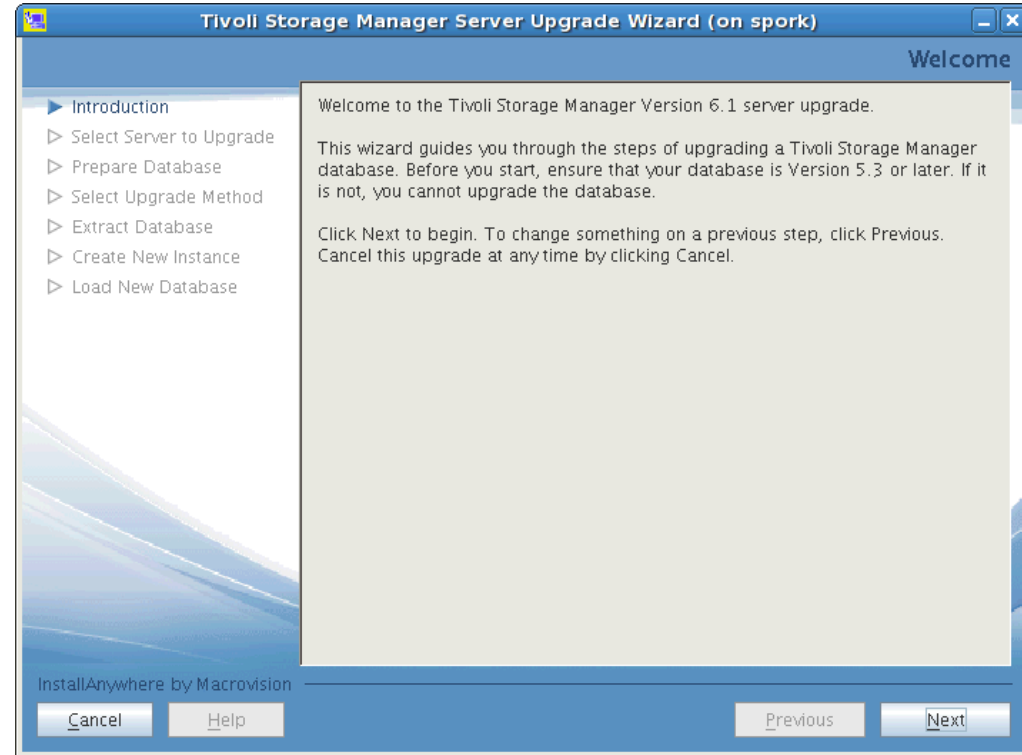 Tivoli Storage Manager Server Upgrade Wizard (on spork)
Welcome
Introduction
Select Server to Upgrade
Prepare Database
Select Upgrade Method
Extract Database
Create New Instance
Load New Database
Welcome to the Tivoli Storage Manager Version 6.1 server upgrade.
This wizard guides you through the steps of upgrading a Tivoli Storage Manager
database. Before you start, ensure that your database is Version 5.3 or later. If it
is not, you cannot upgrade the database.
Click Next to begin. To change something on a previous step, click Previous.
Cancel this upgrade at any time by clicking Cancel.
InstallAnywhere by Macrovision
Cancel
Help
Previous
Next